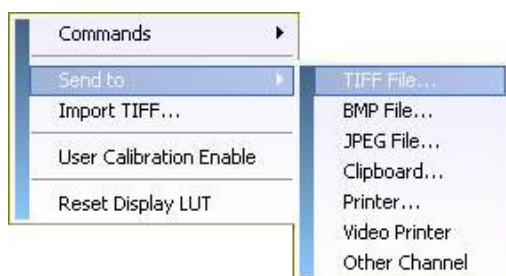 Commands
Send to
Import TIFF...
User Calibration Enable
Reset Display LUT
TIFF File...
BMP File...
JPEG File...
Clipboard...
Printer...
Video Printer
Other Channel